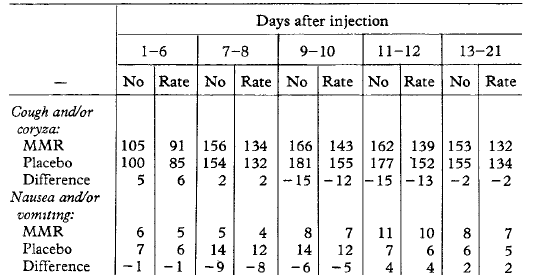 Days after injection
1–6 7–8 9–10 11–12 13–21
— No Rate No Rate No Rate No Rate No Rate
Cough and/or
coryza:
MMR 105 91 156 134 166 143 162 139 153 132
Placebo 100 85 154 132 181 155 177 152 155 134
Difference 5 6 2 2 −15 −12 −15 −13 −2 −2
Nausea and/or
vomiting:
MMR 6 5 5 4 8 7 11 10 8 7
Placebo 7 6 14 12 14 12 7 6 6 5
Difference −1 −1 −9 −8 −6 −5 4 4 2 2